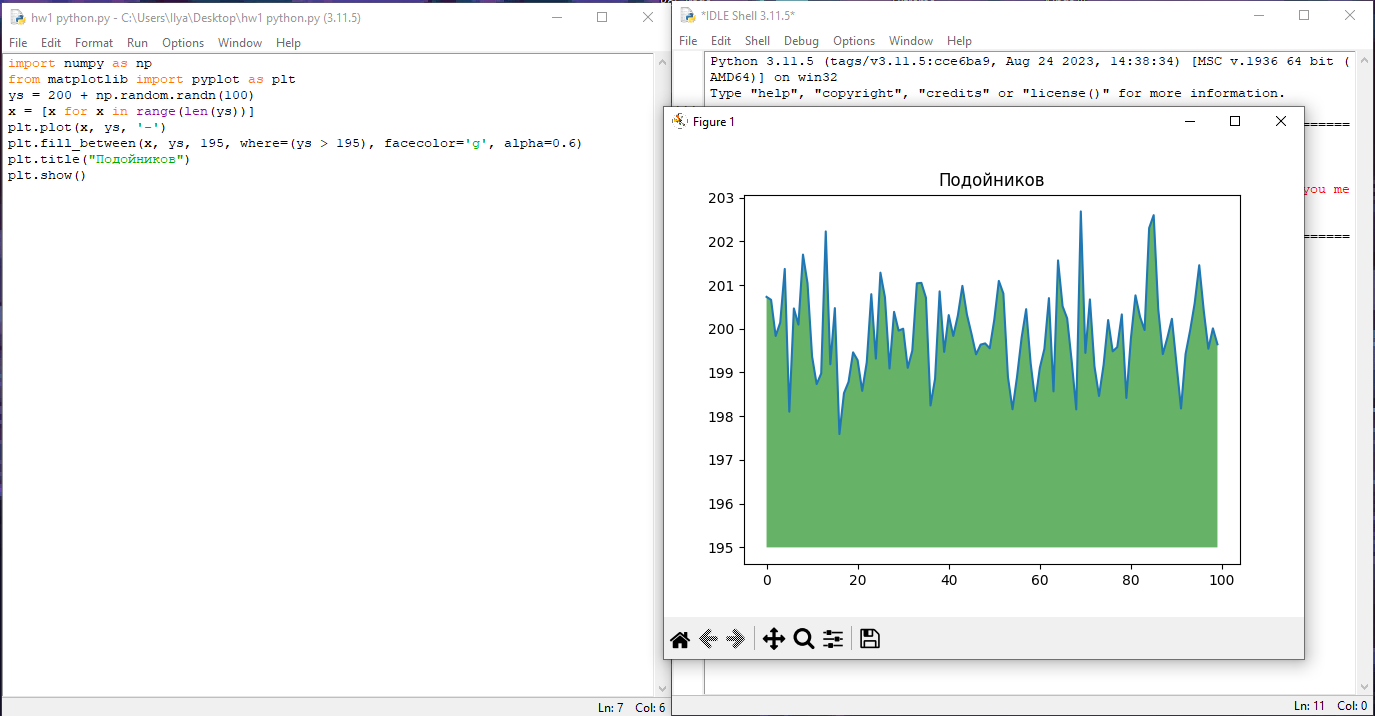 hw1 python.py - C:\Users\Ilya\Desktop\hw1 python.py (3.11.5)
File Edit Format Run Options Window Help
import numpy as np
from matplotlib import pyplot as plt
ys = 200 + np.random.randn(100)
x = [x for x in range(len(ys))]
plt.plot(x, ys, '-')
plt.fill_between(x, ys, 195, where=(ys > 195), facecolor='g', alpha=0.6)
plt.title("Подойников")
plt.show()
Ln: 7 Col: 6
*IDLE Shell 3.11.5*
File Edit Shell Debug Options Window Help
Python 3.11.5 (tags/v3.11.5:cce6ba9, Aug 24 2023, 14:38:34) [MSC v.1936 64 bit (
AMD64)] on win32
Type "help", "copyright", "credits" or "license()" for more information.
======
you me
======
Figure 1
Подойников
203
202
201
200
199
198
197
196
195
0 20 40 60 80 100
Ln: 11 Col: 0